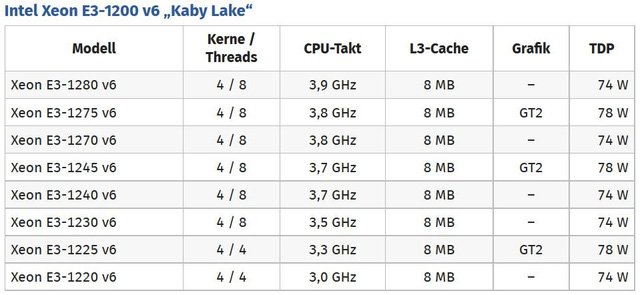 Intel Xeon E3-1200 v6 „Kaby Lake“
Modell Kerne / Threads CPU-Takt L3-Cache Grafik TDP
Xeon E3-1280 v6 4 / 8 3,9 GHz 8 MB – 74 W
Xeon E3-1275 v6 4 / 8 3,8 GHz 8 MB GT2 78 W
Xeon E3-1270 v6 4 / 8 3,8 GHz 8 MB – 74 W
Xeon E3-1245 v6 4 / 8 3,7 GHz 8 MB GT2 78 W
Xeon E3-1240 v6 4 / 8 3,7 GHz 8 MB – 74 W
Xeon E3-1230 v6 4 / 8 3,5 GHz 8 MB – 74 W
Xeon E3-1225 v6 4 / 4 3,3 GHz 8 MB GT2 78 W
Xeon E3-1220 v6 4 / 4 3,0 GHz 8 MB – 74 W